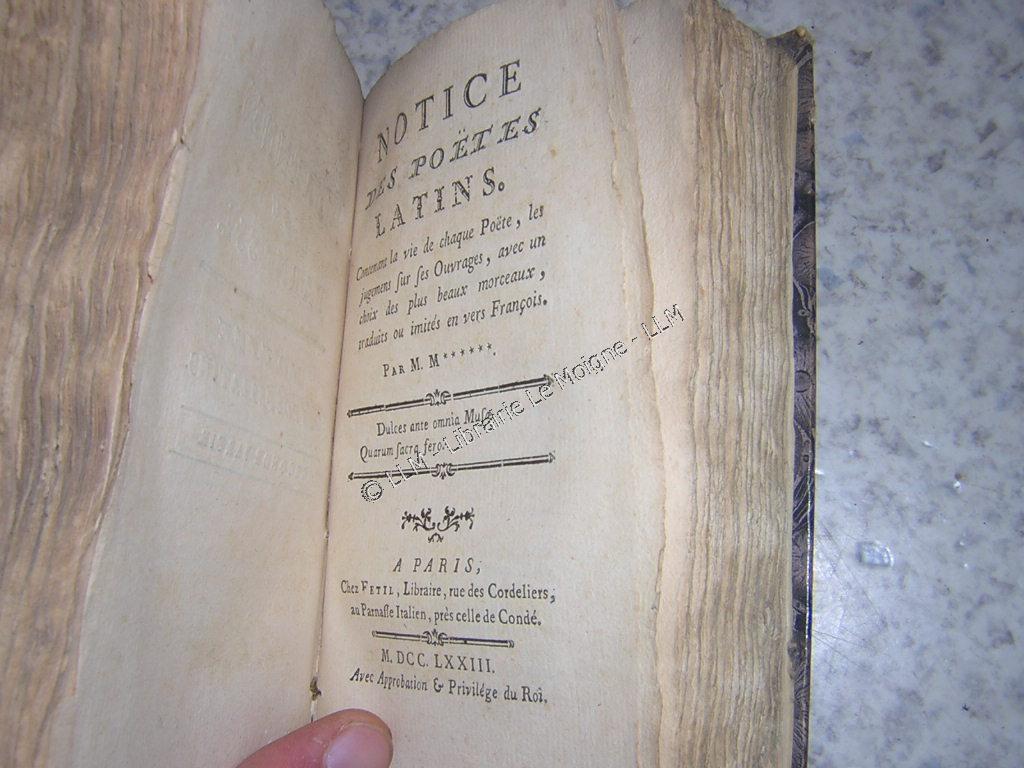 NOTICE
DES POËTES
LATINS.
Contenant la vie de chaque Poëte, les
jugemens ſur ſes Ouvrages, avec un
choix des plus beaux morceaux,
traduits ou imités en vers François.
PAR M. M******.
Dulces ante omnia Muſæ
Quarum ſacra fero
© LLM - Librairie Le Moigne - LLM
A PARIS,
Chez FETIL, Libraire, rue des Cordeliers,
au Parnaſſe Italien, près celle de Condé.
M. DCC. LXXIII.
Avec Approbation & Privilége du Roi.